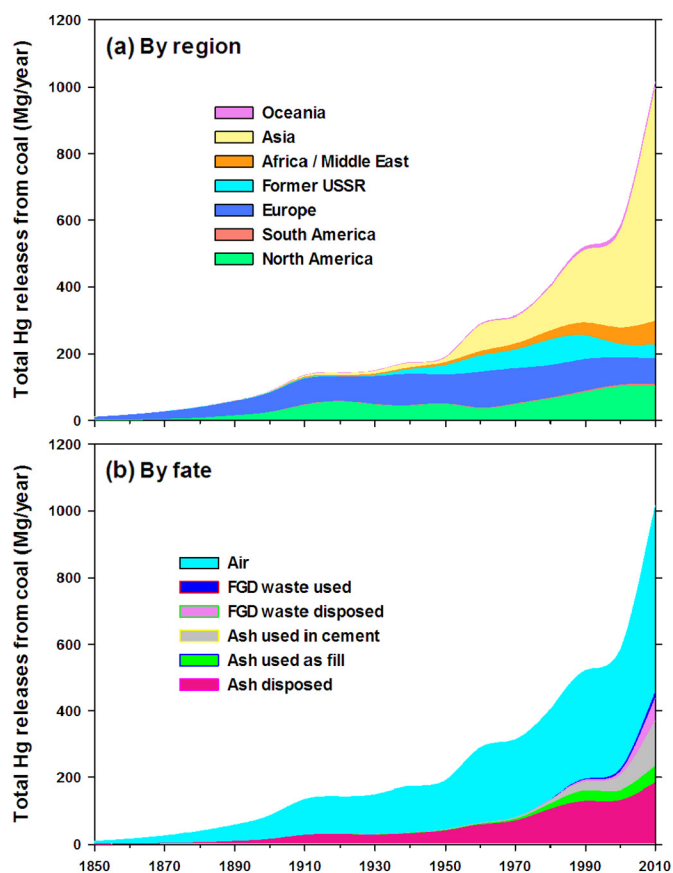 Total Hg releases from coal (Mg/year)
1200
1000
800
600
400
200
0
(a) By region
Oceania
Asia
Africa / Middle East
Former USSR
Europe
South America
North America
Total Hg releases from coal (Mg/year)
1200
1000
800
600
400
200
0
(b) By fate
Air
FGD waste used
FGD waste disposed
Ash used in cement
Ash used as fill
Ash disposed
1850 1870 1890 1910 1930 1950 1970 1990 2010